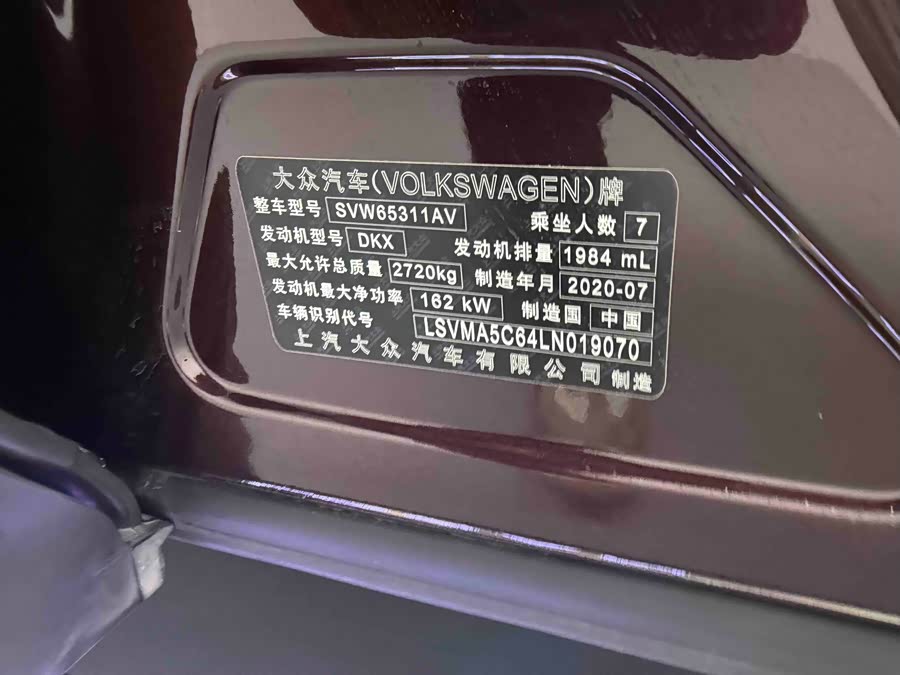 大众汽车(VOLKSWAGEN)牌
整车型号 SVW65311AV 乘坐人数 7
发动机型号 DKX 发动机排量 1984 mL
最大允许总质量 2720kg 制造年月 2020-07
发动机最大净功率 162 kW 制造国 中国
车辆识别代号 LSVMA5C64LN019070
上汽大众汽车有限公司制造